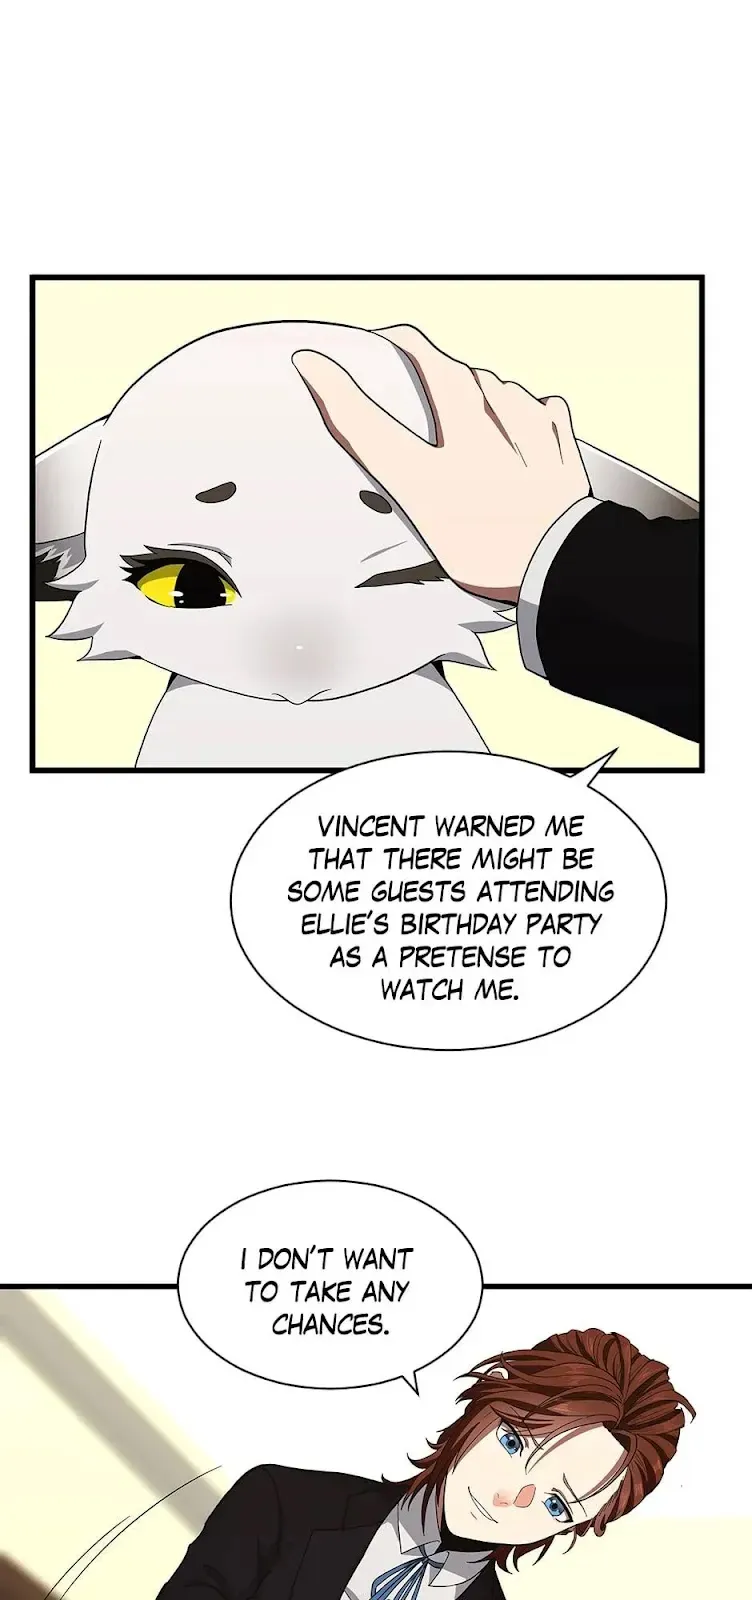 VINCENT WARNED ME
THAT THERE MIGHT BE
SOME GUESTS ATTENDING
ELLIE'S BIRTHDAY PARTY
AS A PRETENSE TO
WATCH ME.
I DON'T WANT
TO TAKE ANY
CHANCES.